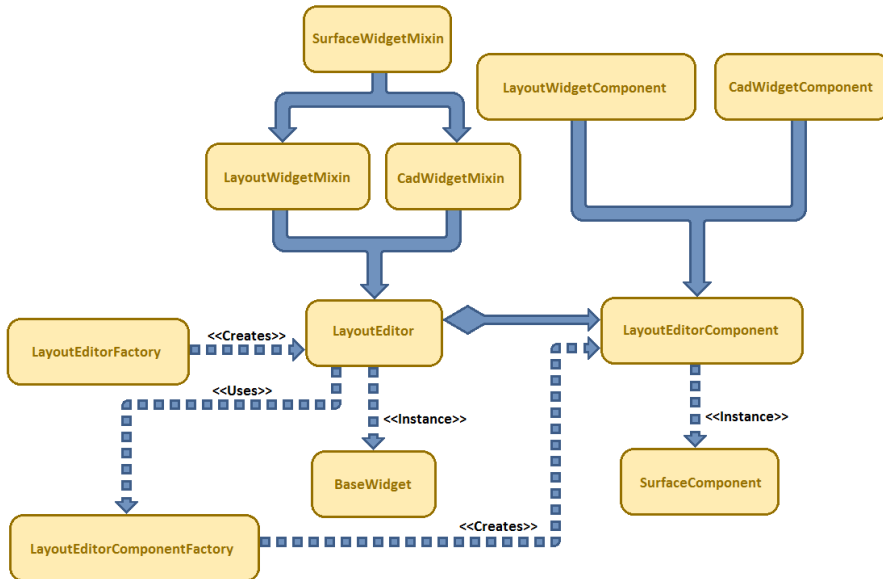 SurfaceWidgetMixin
LayoutWidgetComponent
CadWidgetComponent
LayoutWidgetMixin
CadWidgetMixin
LayoutEditorFactory
<<Creates>>
LayoutEditor
LayoutEditorComponent
<<Uses>>
<<Instance>>
<<Instance>>
BaseWidget
SurfaceComponent
LayoutEditorComponentFactory
<<Creates>>